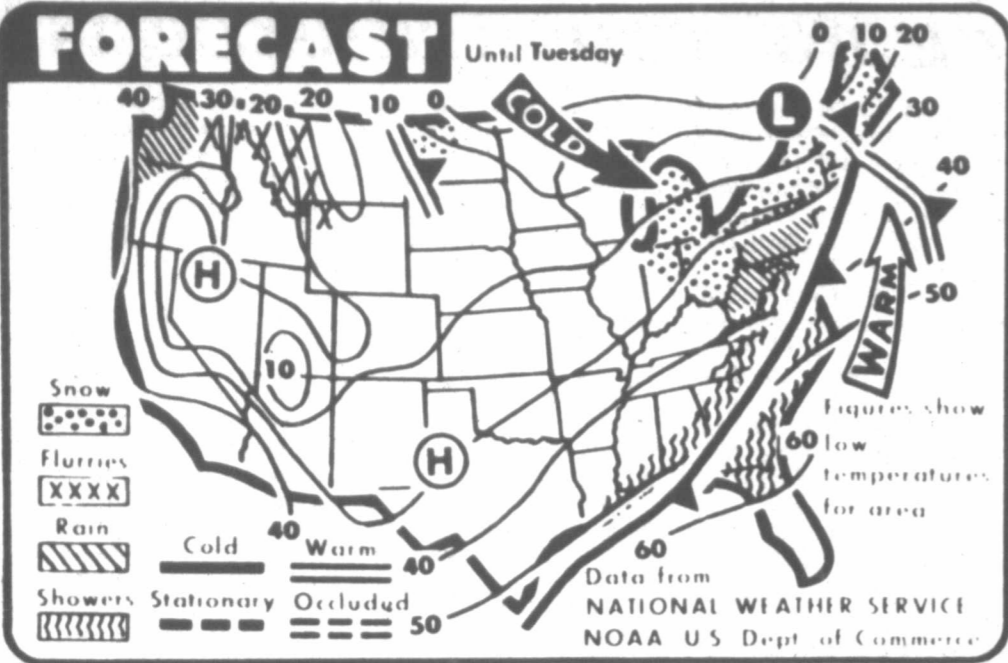 FORECAST
Until Tuesday
0 10 20
40 30 20 20 10 0
COLD
L
30
40
H
50
WARM
10
Snow
Figures show
H
60 low
Flurries
temperatures
XXXX
for area
Rain
40
Cold Warm
60
40
Data from
Showers Stationary Occluded
NATIONAL WEATHER SERVICE
50
NOAA US Dept of Commerce